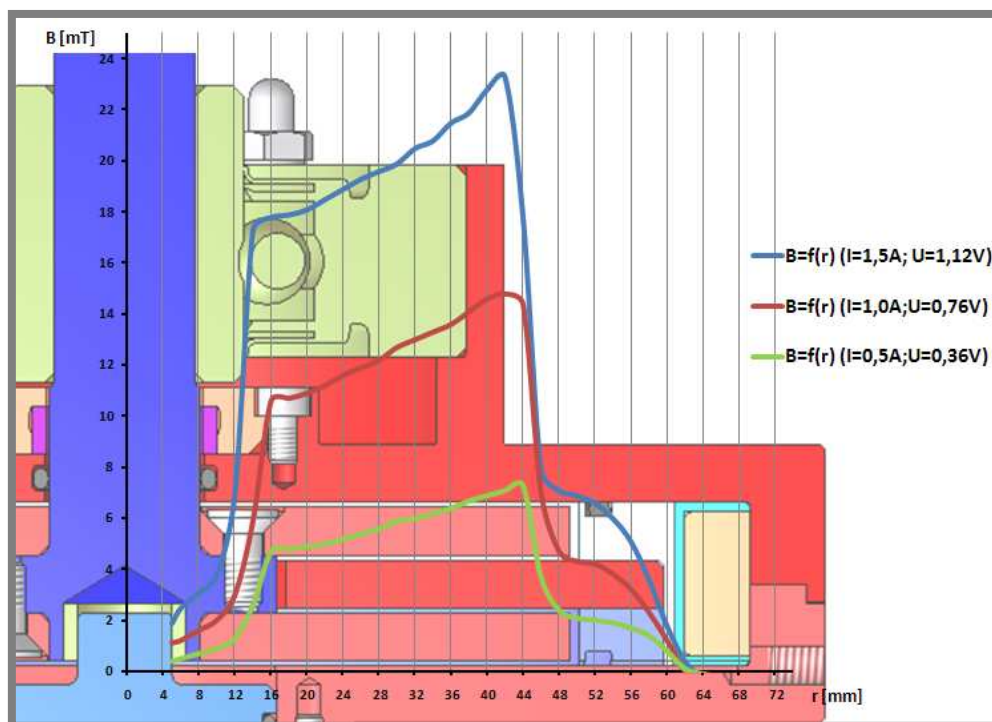 B [mT]
24
22
20
18
16
14
12
10
8
6
4
2
0
B=f(r) (I=1,5A; U=1,12V)
B=f(r) (I=1,0A;U=0,76V)
B=f(r) (I=0,5A;U=0,36V)
0 4 8 12 16 20 24 28 32 36 40 44 48 52 56 60 64 68 72 r [mm]